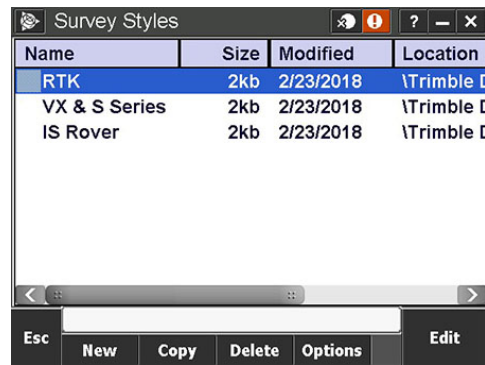 Survey Styles ? – ×
Name Size Modified Location
RTK 2kb 2/23/2018 \Trimble D
VX & S Series 2kb 2/23/2018 \Trimble D
IS Rover 2kb 2/23/2018 \Trimble D
Esc Edit
New Copy Delete Options